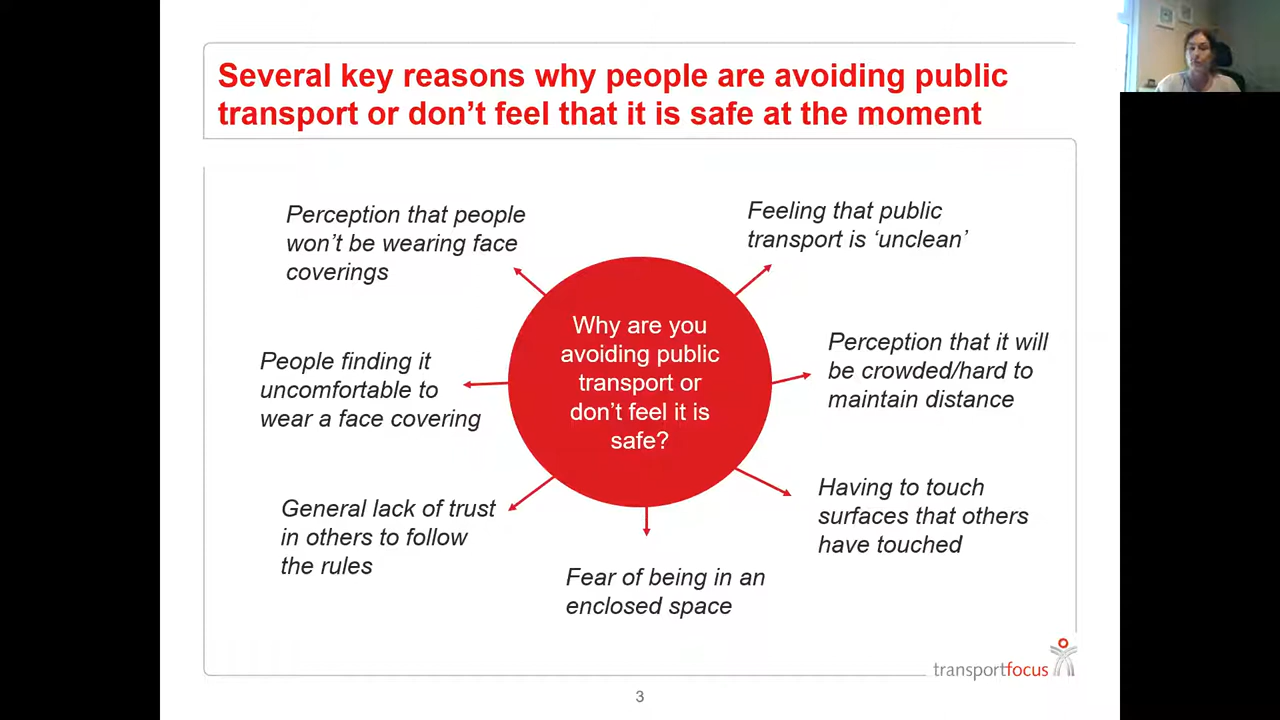 Several key reasons why people are avoiding public
transport or don’t feel that it is safe at the moment
Perception that people
won’t be wearing face
coverings
Feeling that public
transport is ‘unclean’
Why are you
avoiding public
transport or
don’t feel it is
safe?
People finding it
uncomfortable to
wear a face covering
Perception that it will
be crowded/hard to
maintain distance
General lack of trust
in others to follow
the rules
Having to touch
surfaces that others
have touched
Fear of being in an
enclosed space
transportfocus
3